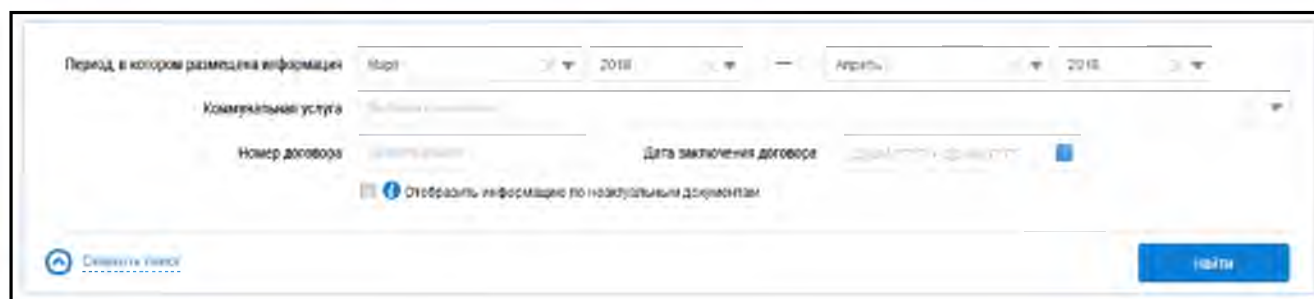 Период, в котором размещена информация Март 2018 — Апрель 2018
Коммунальная услуга
Номер договора Дата заключения договора
Отобразить информацию по неактуальным документам
Свернуть поиск Найти